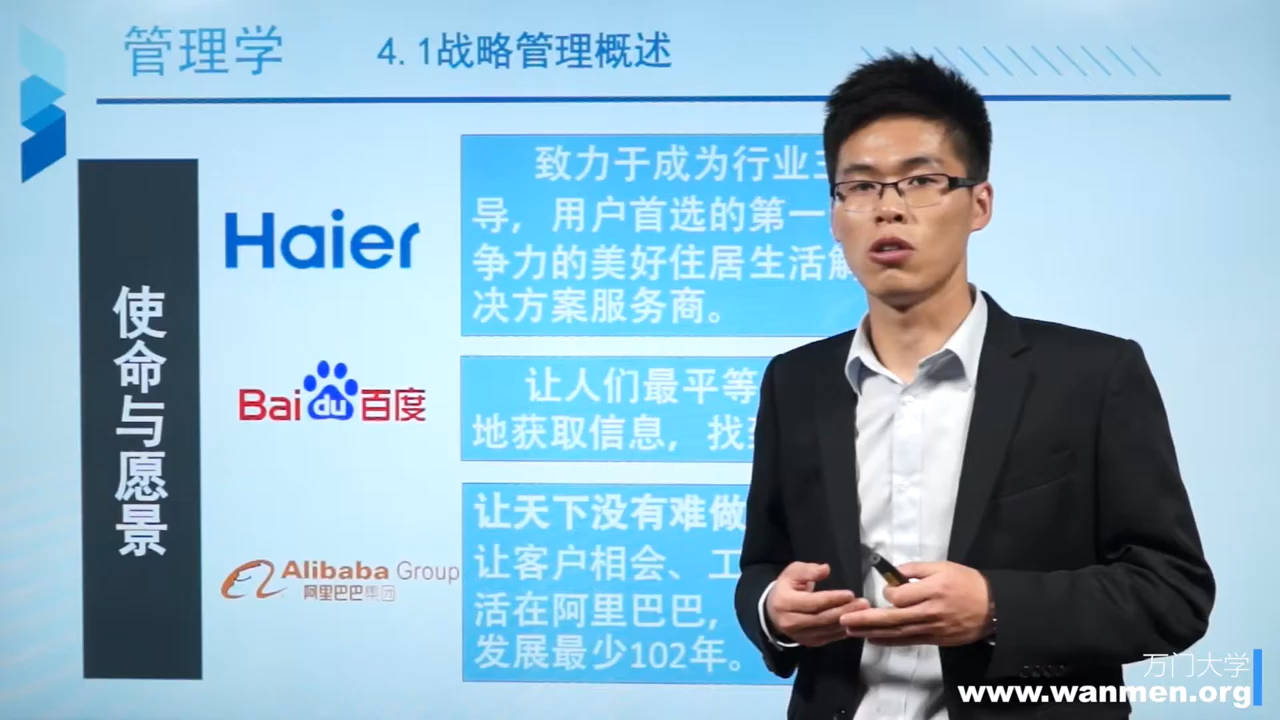 管理学
4.1战略管理概述
使命与愿景
Haier
致力于成为行业主
导，用户首选的第一
争力的美好住居生活解
决方案服务商。
Bai du 百度
让人们最平等
地获取信息，找到
Alibaba Group
阿里巴巴集团
让天下没有难做
让客户相会、工
活在阿里巴巴，
发展最少102年。
万门大学
www.wanmen.org